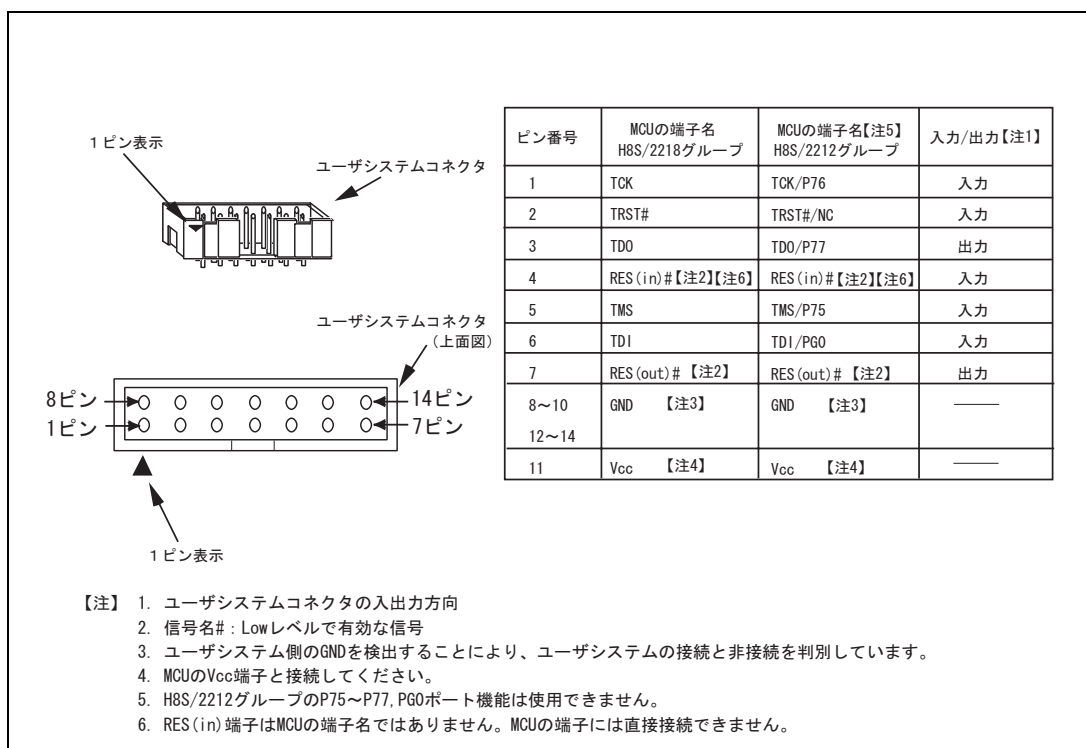 1ピン表示
ユーザシステムコネクタ
ユーザシステムコネクタ
(上面図)
8ピン
14ピン
1ピン
7ピン
1ピン表示
ピン番号 MCUの端子名 H8S/2218グループ MCUの端子名【注5】 H8S/2212グループ 入力/出力【注1】
1 TCK TCK/P76 入力
2 TRST# TRST#/NC 入力
3 TDO TDO/P77 出力
4 RES(in)#【注2】【注6】 RES(in)#【注2】【注6】 入力
5 TMS TMS/P75 入力
6 TDI TDI/PG0 入力
7 RES(out)# 【注2】 RES(out)# 【注2】 出力
8～10 12～14 GND 【注3】 GND 【注3】 ――
11 Vcc 【注4】 Vcc 【注4】 ――
【注】 1. ユーザシステムコネクタの入出力方向
2. 信号名# : Lowレベルで有効な信号
3. ユーザシステム側のGNDを検出することにより、ユーザシステムの接続と非接続を判別しています。
4. MCUのVcc端子と接続してください。
5. H8S/2212グループのP75～P77, PG0ポート機能は使用できません。
6. RES(in)端子はMCUの端子名ではありません。MCUの端子には直接接続できません。